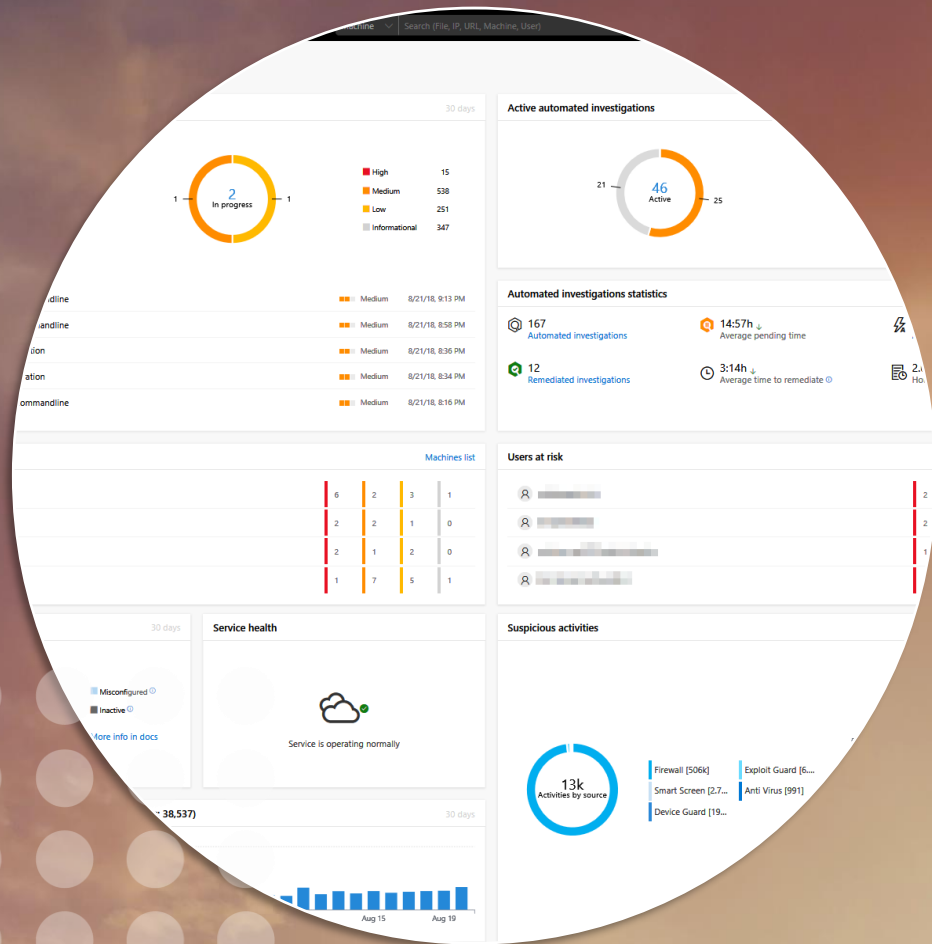 Search (File, IP, URL, Machine, User)
30 days
1
2
In progress
1
High 15
Medium 538
Low 251
Informational 347
Medium 8/21/18, 9:13 PM
Medium 8/21/18, 8:58 PM
Medium 8/21/18, 8:36 PM
Medium 8/21/18, 8:34 PM
Medium 8/21/18, 8:16 PM
Active automated investigations
21
46
Active
25
Automated investigations statistics
167
Automated investigations
14:57h ↓
Average pending time
12
Remediated investigations
3:14h ↓
Average time to remediate
Machines list
6 2 3 1
2 2 1 0
2 1 2 0
1 7 5 1
Users at risk
2
2
1
30 days
Misconfigured
Inactive
More info in docs
Service health
Service is operating normally
Suspicious activities
13k
Activities by source
Firewall [506k] Exploit Guard [6....
Smart Screen [2.7... Anti Virus [991]
Device Guard [19...
38,537)
30 days
Aug 15 Aug 19